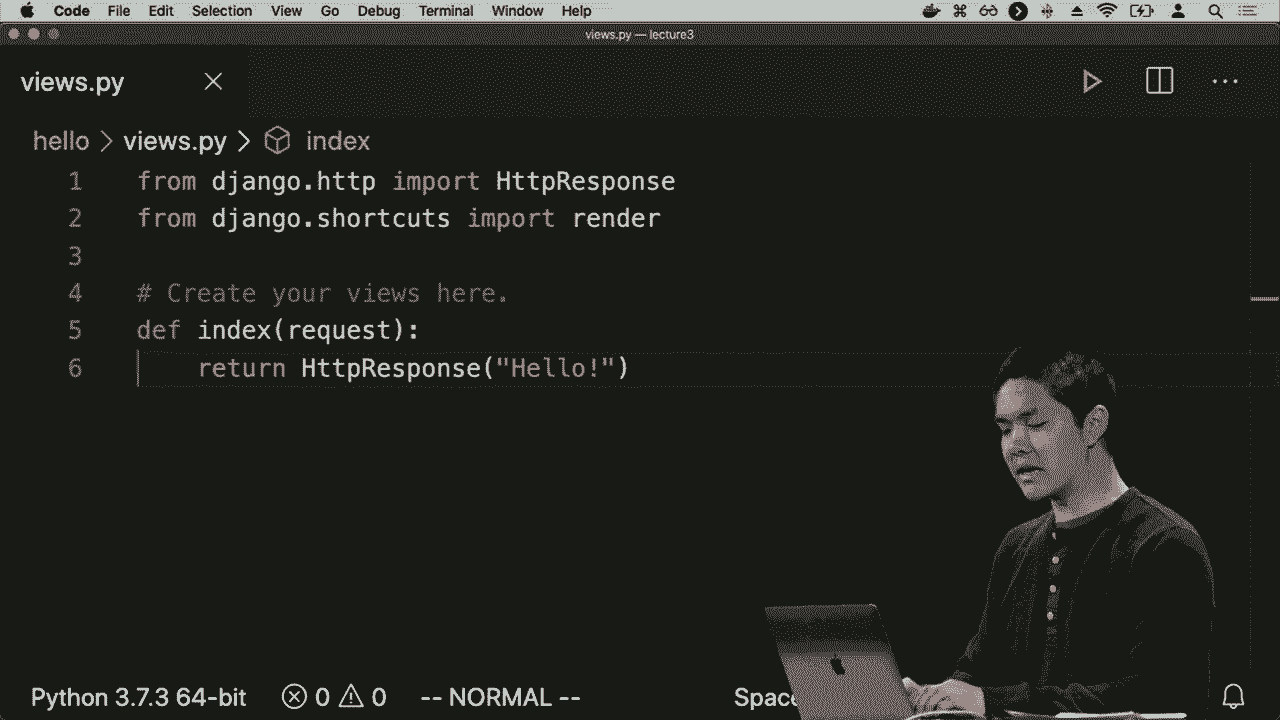 Code File Edit Selection View Go Debug Terminal Window Help
views.py — lecture3
views.py
hello > views.py > index
1 from django.http import HttpResponse
2 from django.shortcuts import render
3
4 # Create your views here.
5 def index(request):
6 return HttpResponse("Hello!")
Python 3.7.3 64-bit 0 0 -- NORMAL -- Space